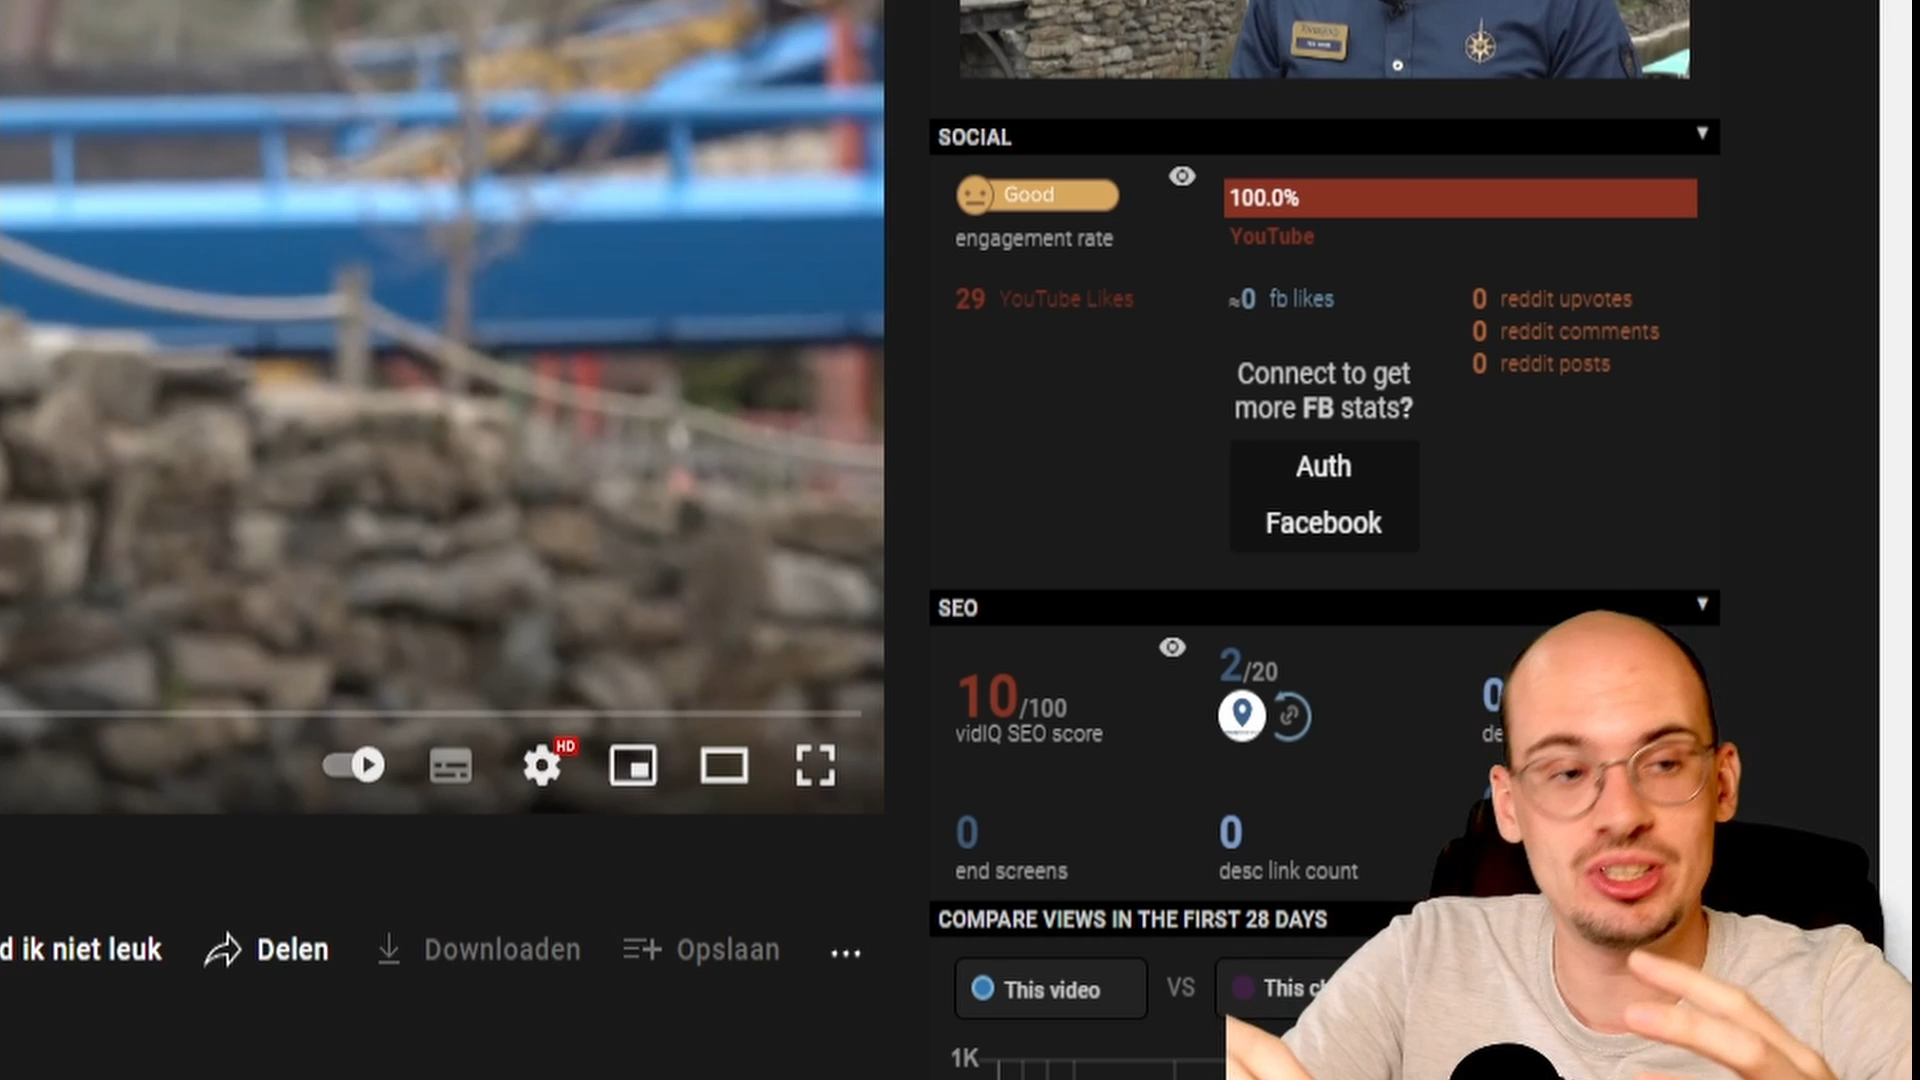 SOCIAL
Good
engagement rate
100.0%
YouTube
29 YouTube Likes
≈0 fb likes
0 reddit upvotes
0 reddit comments
0 reddit posts
Connect to get
more FB stats?
Auth
Facebook
SEO
10/100
vidIQ SEO score
2/20
0
de
0
end screens
0
desc link count
COMPARE VIEWS IN THE FIRST 28 DAYS
This video
VS
This c
1K
HD
d ik niet leuk
Delen
Downloaden
Opslaan